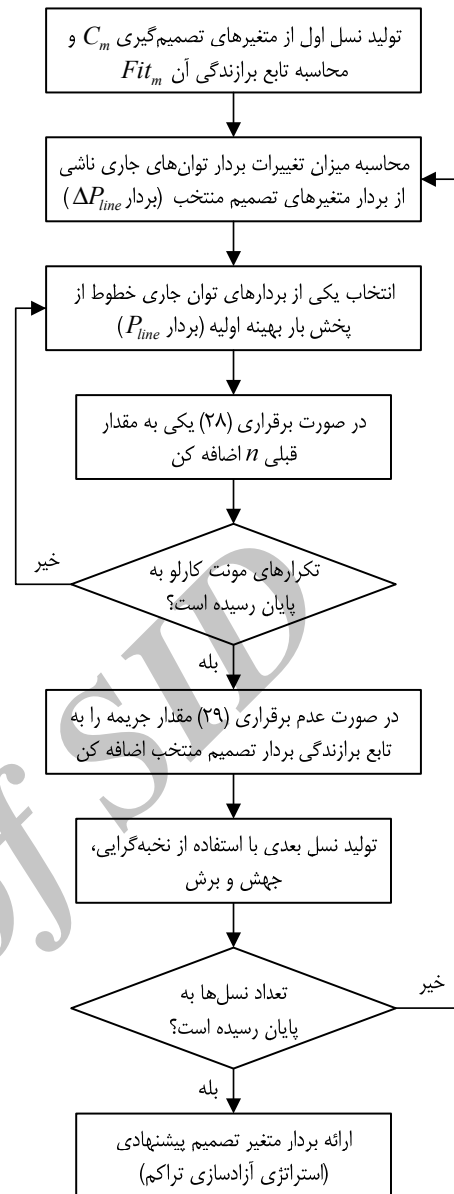 تولید نسل اول از متغیرهای تصمیم‌گیری C_m و
محاسبه تابع برازندگی آن Fit_m
محاسبه میزان تغییرات بردار توان‌های جاری ناشی
از بردار متغیرهای تصمیم منتخب (بردار ΔP_line)
انتخاب یکی از بردارهای توان جاری خطوط از
پخش بار بهینه اولیه (بردار P_line)
در صورت برقراری (۲۸) یکی به مقدار
قبلی n اضافه کن
تکرارهای مونت کارلو به
پایان رسیده است؟
خیر
بله
در صورت عدم برقراری (۲۹) مقدار جریمه را به
تابع برازندگی بردار تصمیم منتخب اضافه کن
تولید نسل بعدی با استفاده از نخبه‌گرایی،
جهش و برش
تعداد نسل‌ها به
پایان رسیده است؟
خیر
بله
ارائه بردار متغیر تصمیم پیشنهادی
(استراتژی آزادسازی تراکم)
of SID